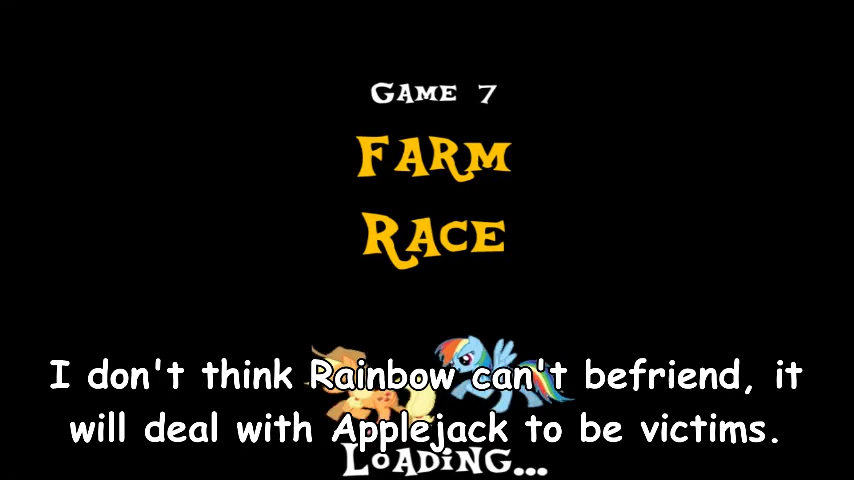 Game 7
Farm
Race
I don't think Rainbow can't befriend, it
will deal with Applejack to be victims.
Loading...